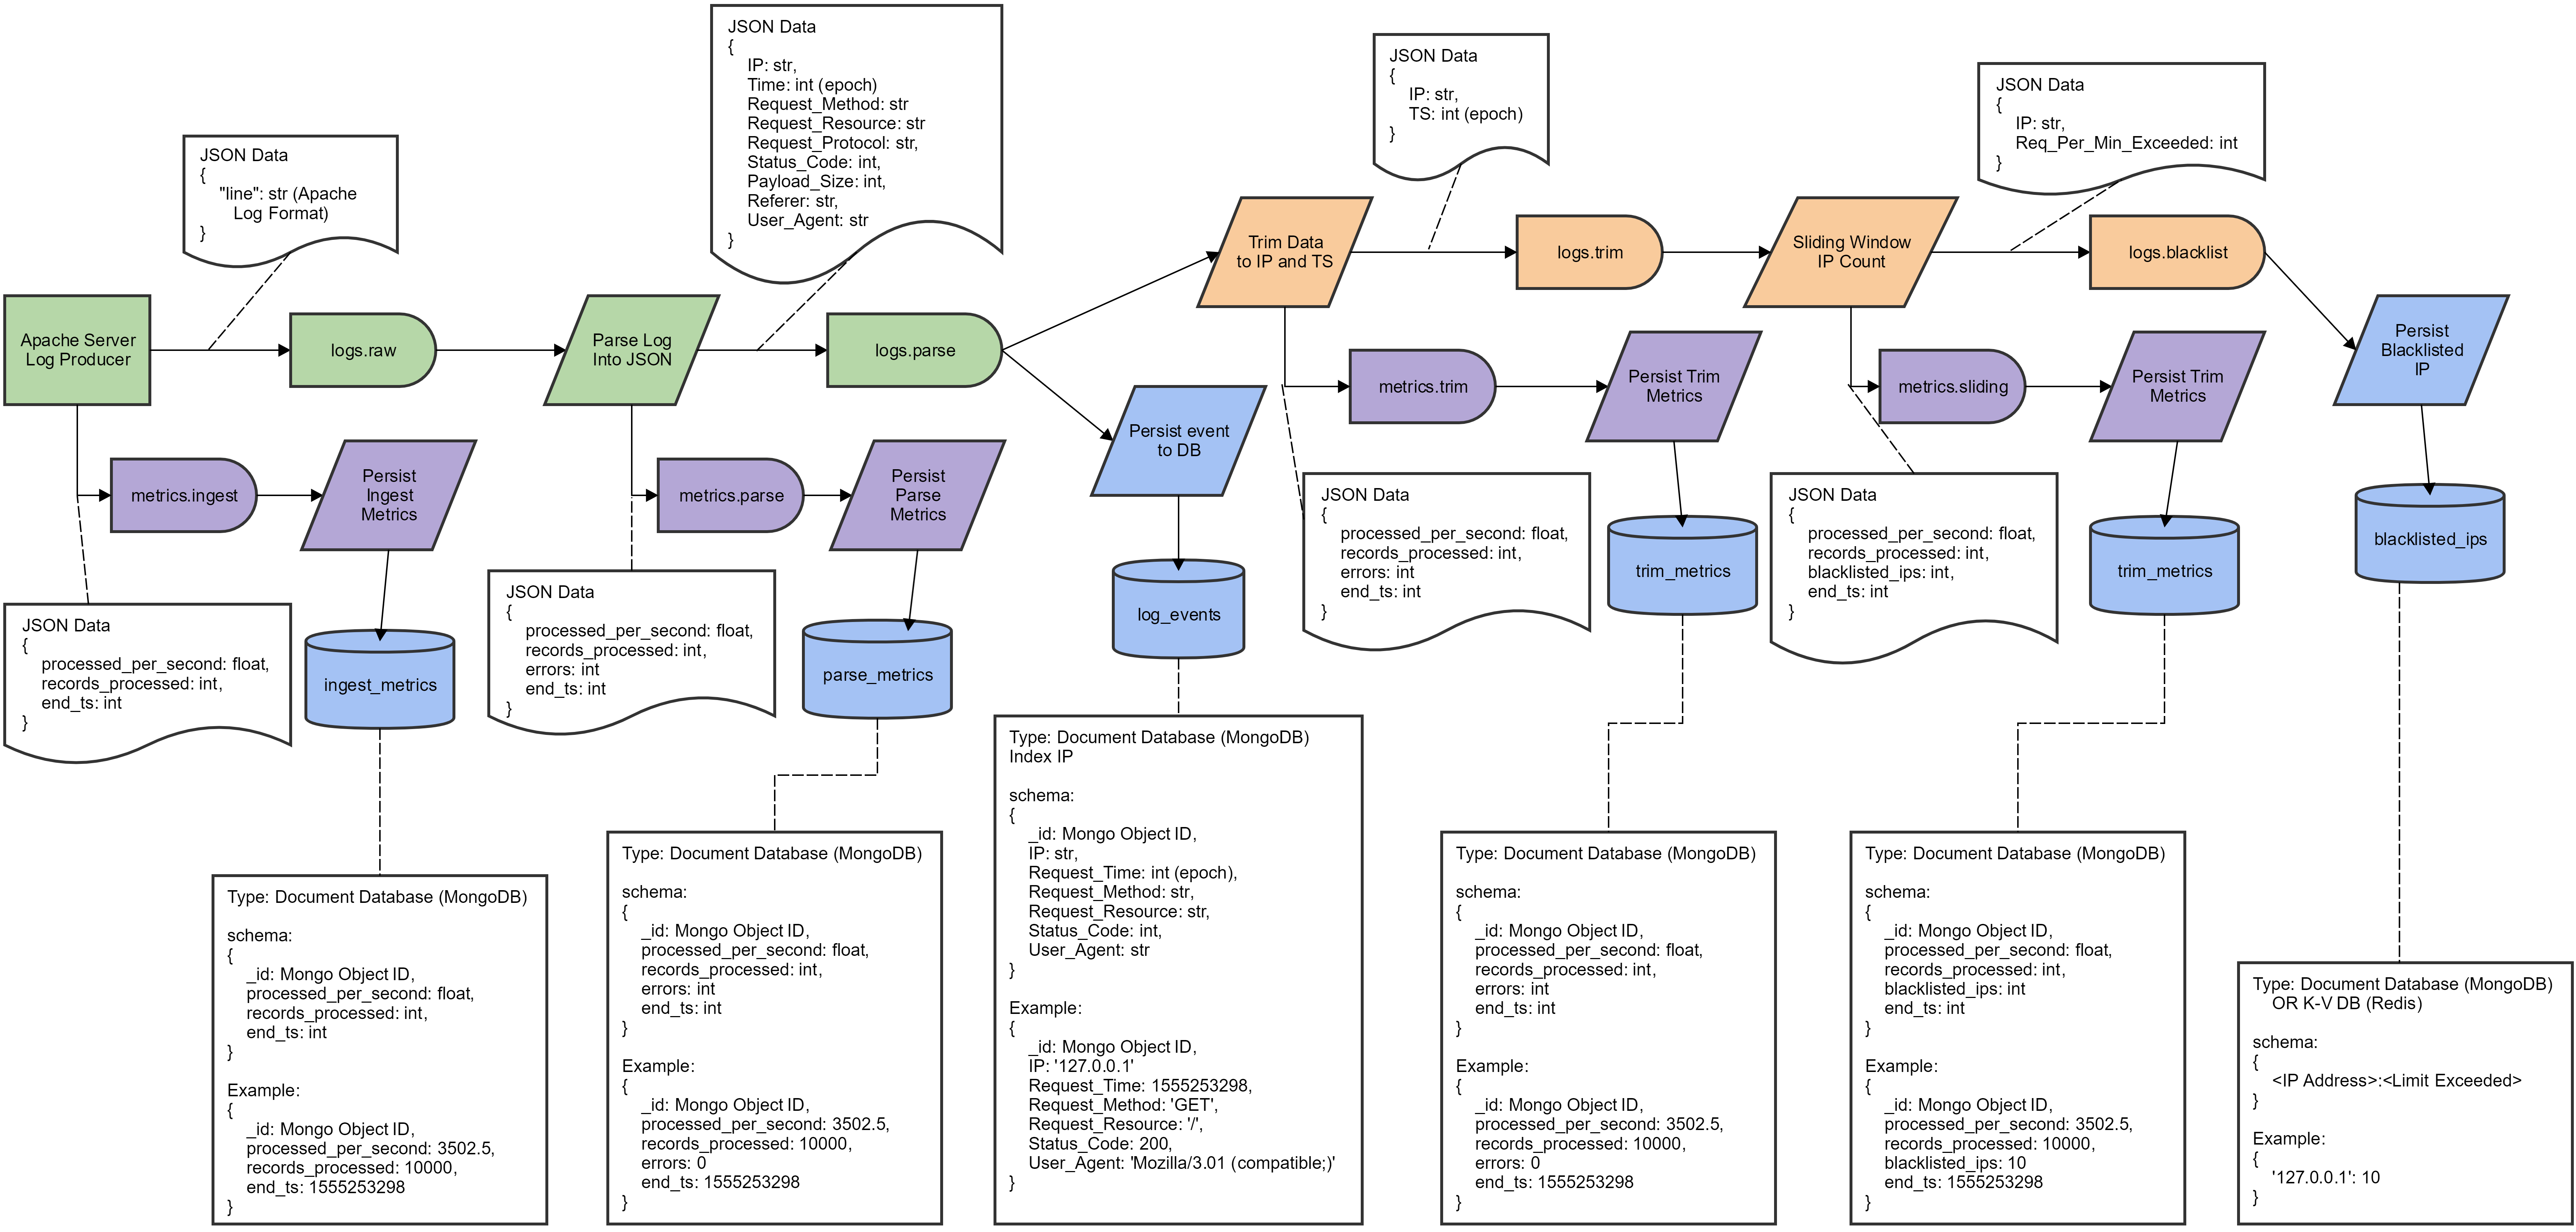 JSON Data
{
IP: str,
Time: int (epoch)
Request_Method: str
Request_Resource: str
Request_Protocol: str,
Status_Code: int,
Payload_Size: int,
Referer: str,
User_Agent: str
}
JSON Data
{
IP: str,
TS: int (epoch)
}
JSON Data
{
IP: str,
Req_Per_Min_Exceeded: int
}
JSON Data
{
"line": str (Apache
Log Format)
}
Apache Server
Log Producer
logs.raw
Parse Log
Into JSON
logs.parse
Trim Data
to IP and TS
logs.trim
Sliding Window
IP Count
logs.blacklist
Persist
Blacklisted
IP
metrics.trim
Persist Trim
Metrics
metrics.sliding
Persist Trim
Metrics
Persist event
to DB
metrics.ingest
Persist
Ingest
Metrics
metrics.parse
Persist
Parse
Metrics
JSON Data
{
processed_per_second: float,
records_processed: int,
errors: int
end_ts: int
}
trim_metrics
JSON Data
{
processed_per_second: float,
records_processed: int,
blacklisted_ips: int,
end_ts: int
}
trim_metrics
blacklisted_ips
JSON Data
{
processed_per_second: float,
records_processed: int,
end_ts: int
}
ingest_metrics
JSON Data
{
processed_per_second: float,
records_processed: int,
errors: int
end_ts: int
}
parse_metrics
log_events
Type: Document Database (MongoDB)
schema:
{
_id: Mongo Object ID,
processed_per_second: float,
records_processed: int,
end_ts: int
}
Example:
{
_id: Mongo Object ID,
processed_per_second: 3502.5,
records_processed: 10000,
end_ts: 1555253298
}
Type: Document Database (MongoDB)
schema:
{
_id: Mongo Object ID,
processed_per_second: float,
records_processed: int,
errors: int
end_ts: int
}
Example:
{
_id: Mongo Object ID,
processed_per_second: 3502.5,
records_processed: 10000,
errors: 0
end_ts: 1555253298
}
Type: Document Database (MongoDB)
Index IP
schema:
{
_id: Mongo Object ID,
IP: str,
Request_Time: int (epoch),
Request_Method: str,
Request_Resource: str,
Status_Code: int,
User_Agent: str
}
Example:
{
_id: Mongo Object ID,
IP: '127.0.0.1'
Request_Time: 1555253298,
Request_Method: 'GET',
Request_Resource: '/',
Status_Code: 200,
User_Agent: 'Mozilla/3.01 (compatible;)'
}
Type: Document Database (MongoDB)
schema:
{
_id: Mongo Object ID,
processed_per_second: float,
records_processed: int,
errors: int
end_ts: int
}
Example:
{
_id: Mongo Object ID,
processed_per_second: 3502.5,
records_processed: 10000,
errors: 0
end_ts: 1555253298
}
Type: Document Database (MongoDB)
schema:
{
_id: Mongo Object ID,
processed_per_second: float,
records_processed: int,
blacklisted_ips: int
end_ts: int
}
Example:
{
_id: Mongo Object ID,
processed_per_second: 3502.5,
records_processed: 10000,
blacklisted_ips: 10
end_ts: 1555253298
}
Type: Document Database (MongoDB)
OR K-V DB (Redis)
schema:
{
<IP Address>:<Limit Exceeded>
}
Example:
{
'127.0.0.1': 10
}